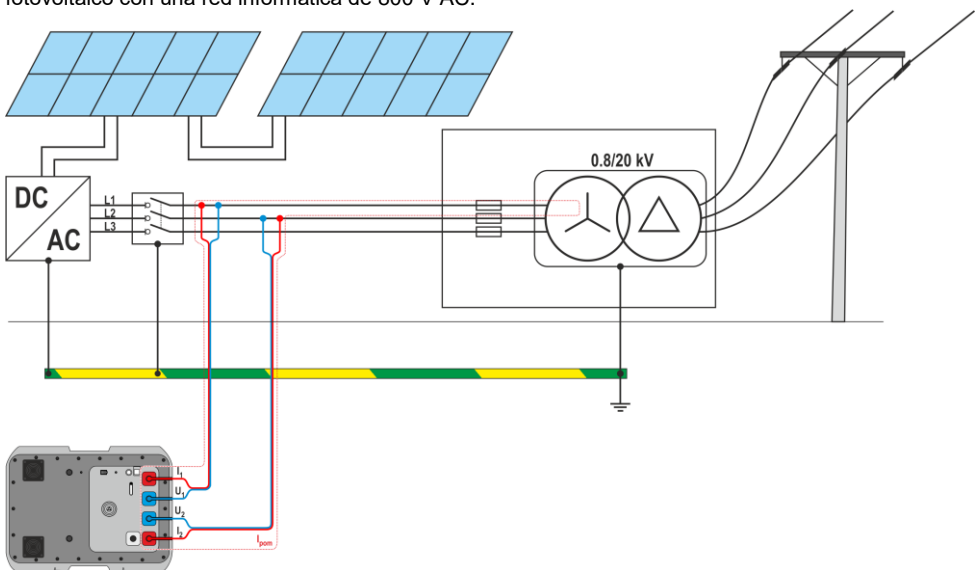 fotovoltaico con una red informática de 800 V AC.
0.8/20 kV
DC
AC
L1
L2
L3
I₁
U₁
U₂
I₂
Ipom